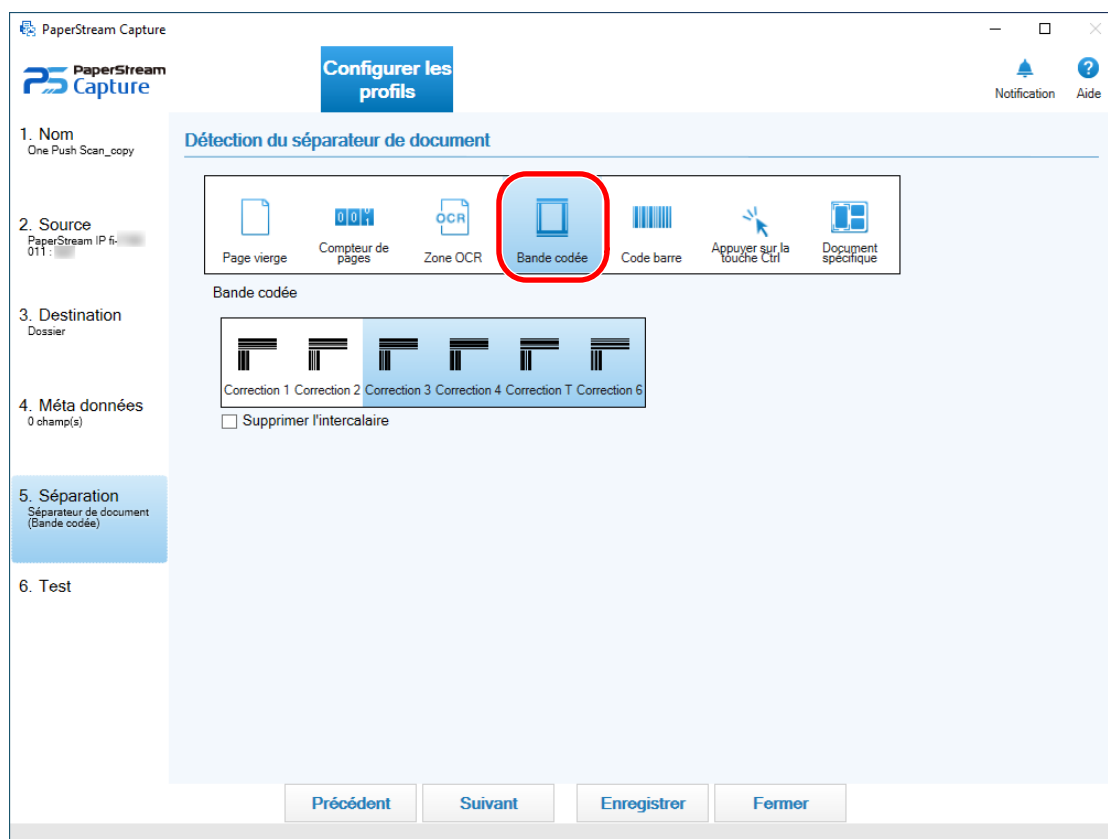 PaperStream Capture
PaperStream
Capture
Configurer les
profils
Notification
Aide
1. Nom
One Push Scan_copy
2. Source
PaperStream IP fi-
011 :
3. Destination
Dossier
4. Méta données
0 champ(s)
5. Séparation
Séparateur de document
(Bande codée)
6. Test
Détection du séparateur de document
Page vierge
001
Compteur de
pages
OCR
Zone OCR
Bande codée
Code barre
Appuyer sur la
touche Ctrl
Document
spécifique
Bande codée
Correction 1 Correction 2 Correction 3 Correction 4 Correction T Correction 6
Supprimer l'intercalaire
Précédent
Suivant
Enregistrer
Fermer